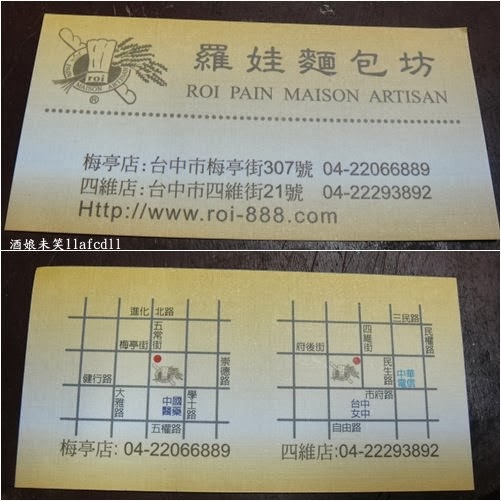 羅娃麵包坊
ROI PAIN MAISON ARTISAN
roi
MAISON ARTISAN
®
梅亭店:台中市梅亭街307號 04-22066889
四維店:台中市四維街21號 04-22293892
Http://www.roi-888.com
酒娘未笑llafcdll
進化北路
五常街
梅亭街
崇德路
健行路
大雅路
中國醫藥
學士路
五權路
梅亭店: 04-22066889
三民路
四維街
民權路
府後街
民生路
中華電信
市府路
台中女中
自由路
四維店:04-22293892